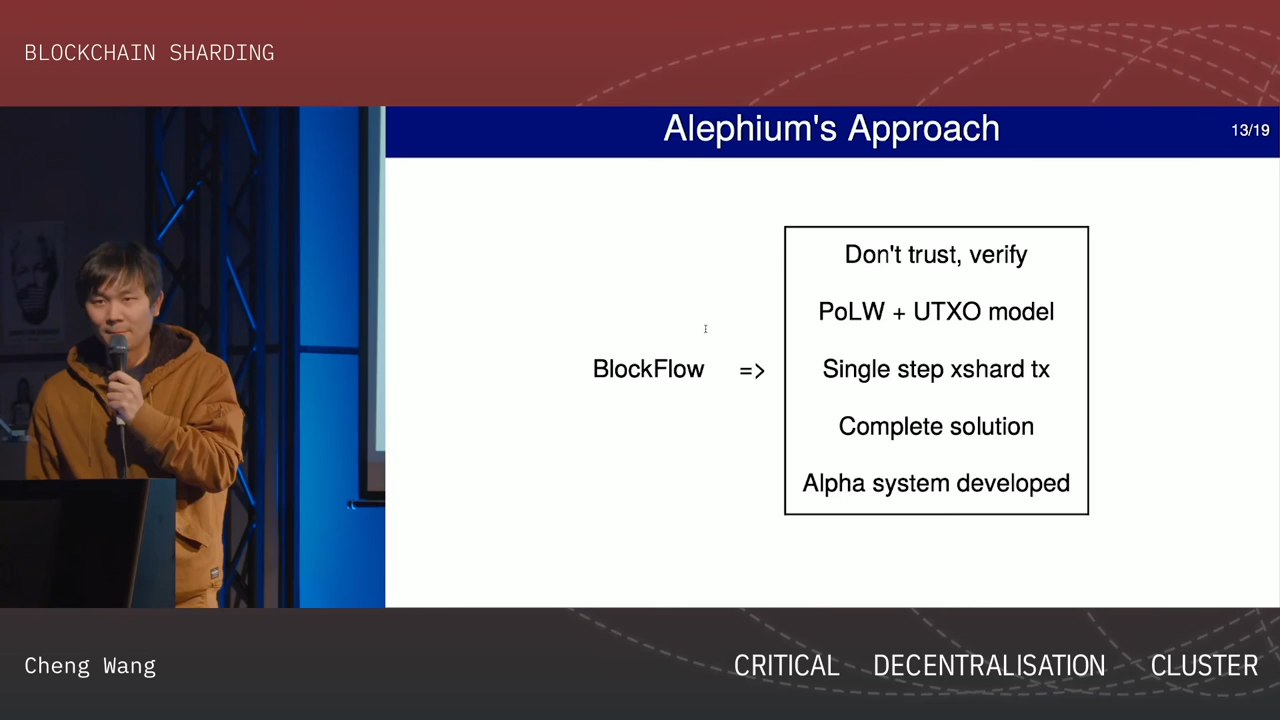 BLOCKCHAIN SHARDING
Alephium's Approach
13/19
Don't trust, verify
PoLW + UTXO model
BlockFlow => Single step xshard tx
Complete solution
Alpha system developed
Cheng Wang
CRITICAL DECENTRALISATION CLUSTER